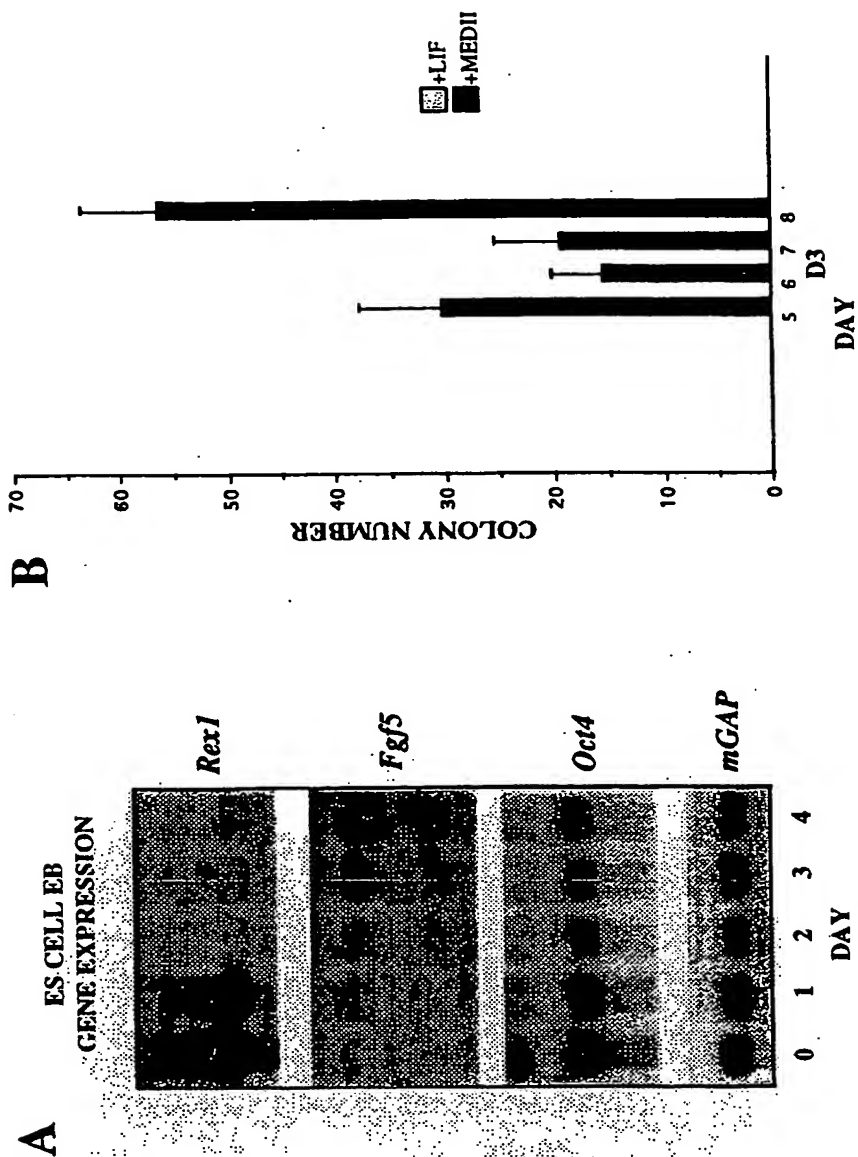 A
ES CELL EB
GENE EXPRESSION
Rex1
Fgf5
Oct4
mGAP
0 1 2 3 4
DAY
B
70
60
50
40
30
20
10
0
COLONY NUMBER
5 6 7 8
D3
DAY
+LIF
+MEDII